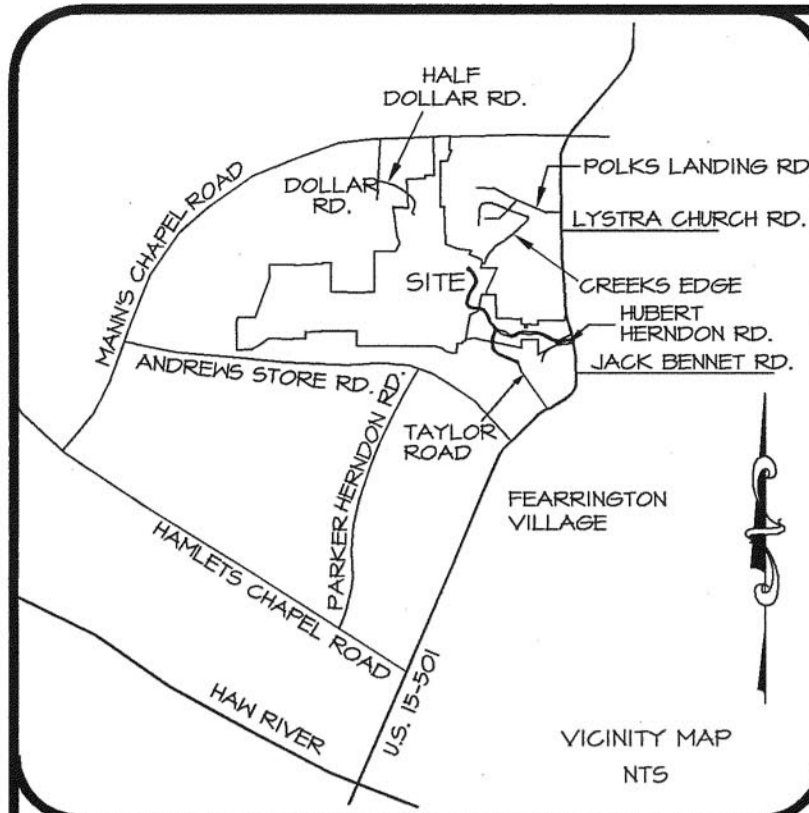 HALF
DOLLAR RD.
POLKS LANDING RD
DOLLAR
RD.
LYSTRA CHURCH RD.
MANN'S CHAPEL ROAD
SITE
CREEKS EDGE
HUBERT
HERNDON RD.
ANDREWS STORE RD.
JACK BENNET RD.
PARKER HERNDON RD.
TAYLOR
ROAD
FEARRINGTON
VILLAGE
HAMLETS CHAPEL ROAD
U.S. 15-501
HAW RIVER
VICINITY MAP
NTS